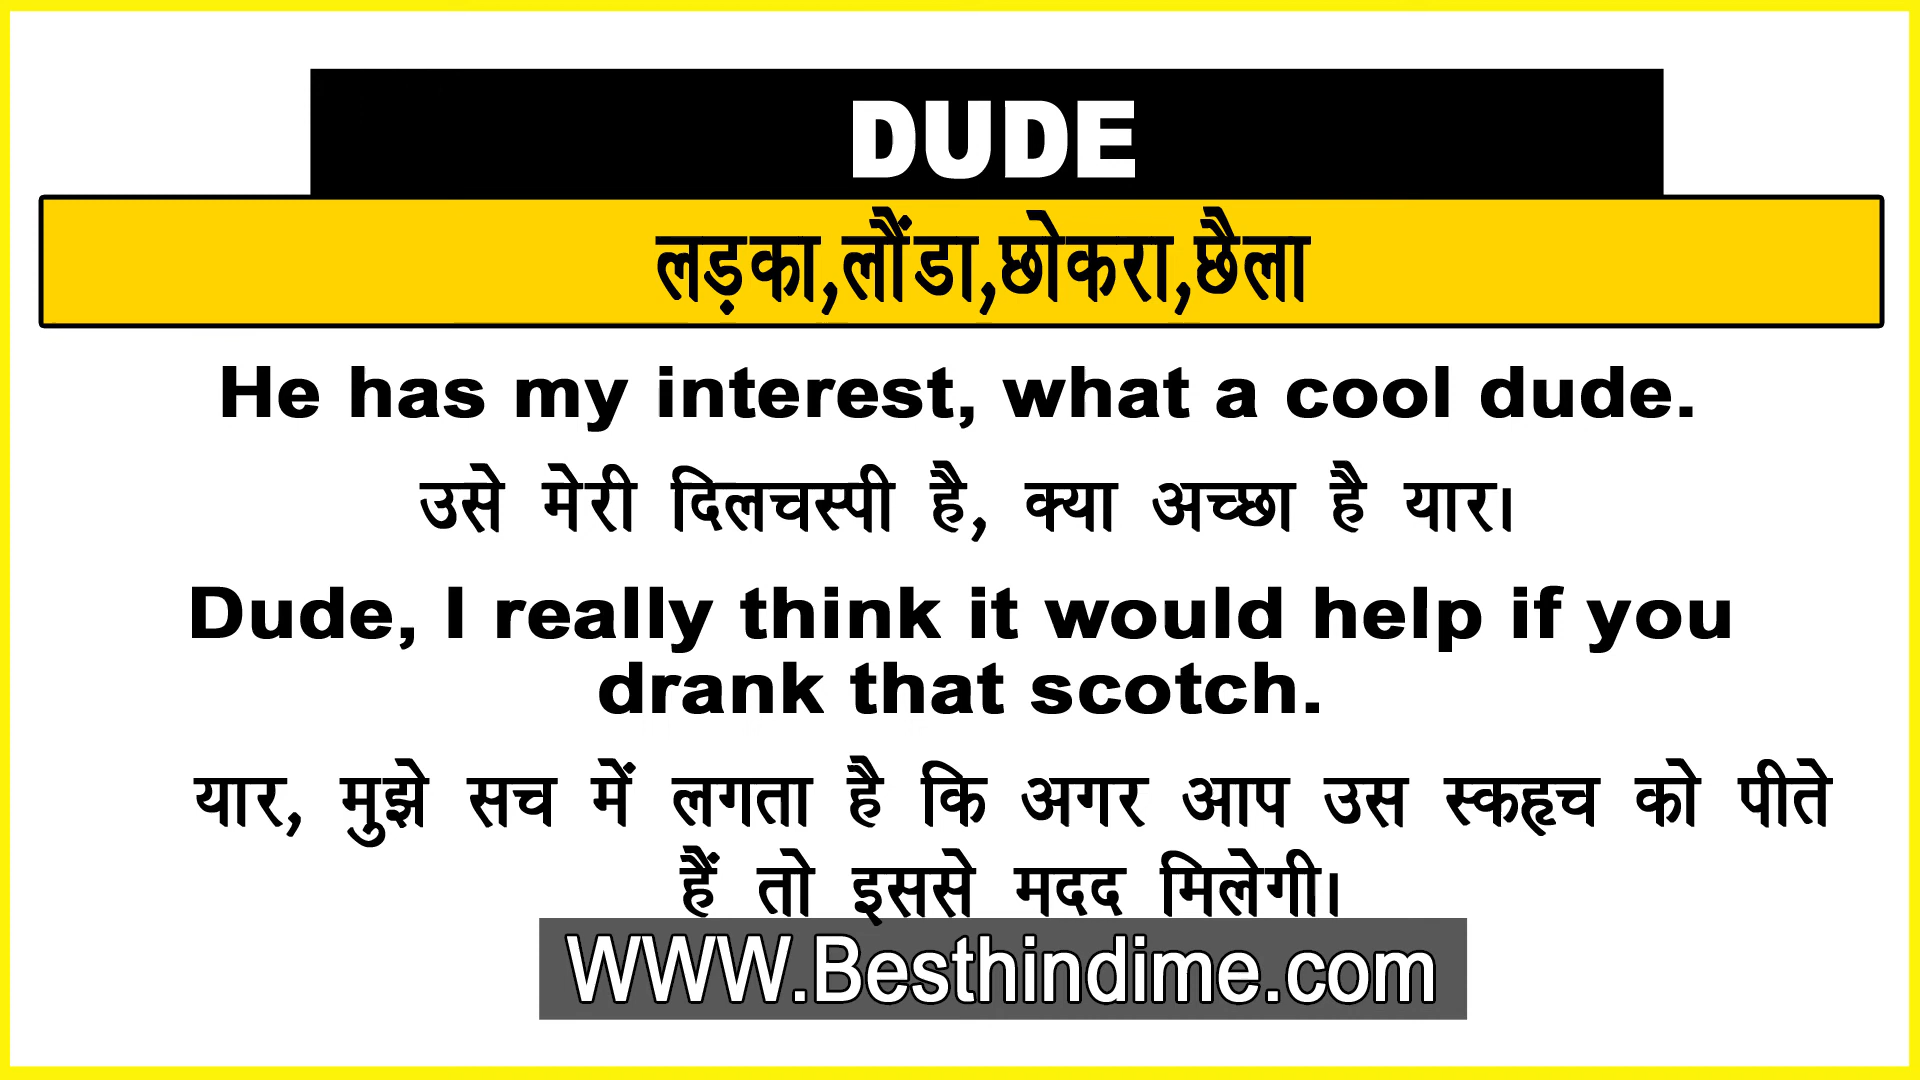 DUDE
लड़का,लौंडा,छोकरा,छैला
He has my interest, what a cool dude.
उसे मेरी दिलचस्पी है, क्या अच्छा है यार।
Dude, I really think it would help if you
drank that scotch.
यार, मुझे सच में लगता है कि अगर आप उस स्कहृच को पीते
हैं तो इससे मदद मिलेगी।
WWW.Besthindime.com